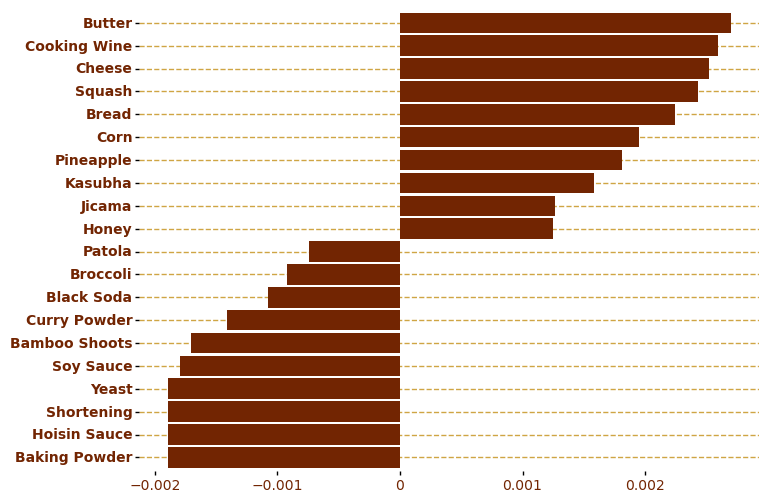 Butter
Cooking Wine
Cheese
Squash
Bread
Corn
Pineapple
Kasubha
Jicama
Honey
Patola
Broccoli
Black Soda
Curry Powder
Bamboo Shoots
Soy Sauce
Yeast
Shortening
Hoisin Sauce
Baking Powder
−0.002 −0.001 0 0.001 0.002